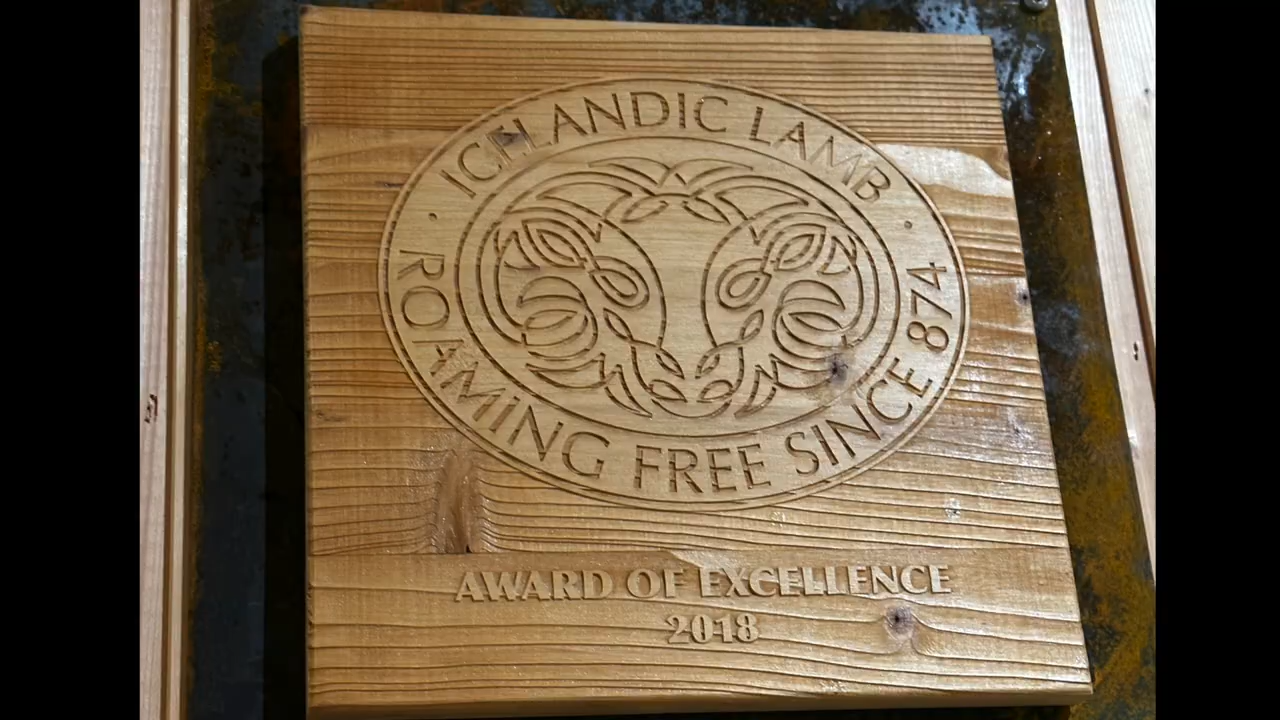 ICELANDIC LAMB
ROAMING FREE SINCE 874
AWARD OF EXCELLENCE
2018